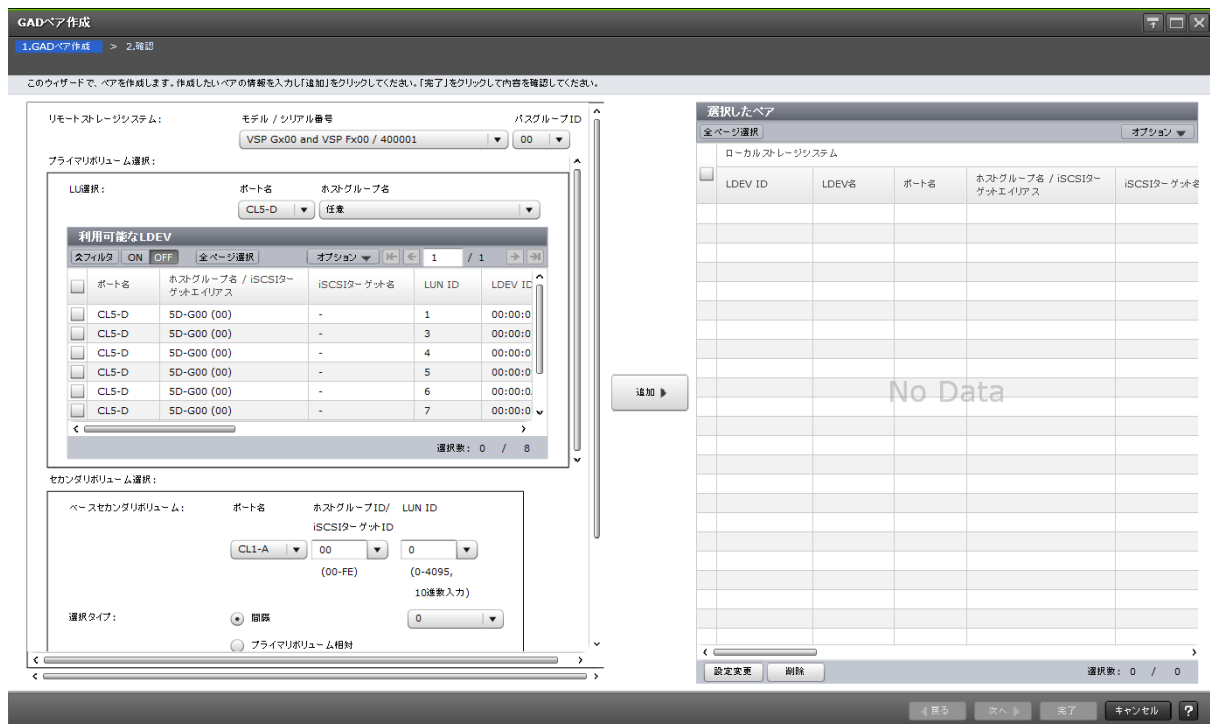 GADペア作成
1.GADペア作成 > 2.確認
このウィザードで、ペアを作成します。作成したいペアの情報を入力し「追加」をクリックしてください。「完了」をクリックして内容を確認してください。
リモートストレージシステム: モデル / シリアル番号 パスグループID
VSP Gx00 and VSP Fx00 / 400001 00
プライマリボリューム選択:
LU選択: ポート名 ホストグループ名
CL5-D 任意
利用可能なLDEV
フィルタ ON OFF 全ページ選択 オプション 1 / 1
ポート名 ホストグループ名 / iSCSIターゲットエイリアス iSCSIターゲット名 LUN ID LDEV ID
CL5-D 5D-G00 (00) - 1 00:00:0
CL5-D 5D-G00 (00) - 3 00:00:0
CL5-D 5D-G00 (00) - 4 00:00:0
CL5-D 5D-G00 (00) - 5 00:00:0
CL5-D 5D-G00 (00) - 6 00:00:0
CL5-D 5D-G00 (00) - 7 00:00:0
選択数: 0 / 8
セカンダリボリューム選択:
ベースセカンダリボリューム: ポート名 ホストグループID/ LUN ID
iSCSIターゲットID
CL1-A 00 0
(00-FE) (0-4095,
10進数入力)
選択タイプ: 間隔 0
プライマリボリューム相対
追加
選択したペア
全ページ選択 オプション
ローカルストレージシステム
LDEV ID LDEV名 ポート名 ホストグループ名 / iSCSIターゲットエイリアス iSCSIターゲット名
No Data
設定変更 削除 選択数: 0 / 0
戻る 次へ 完了 キャンセル ?